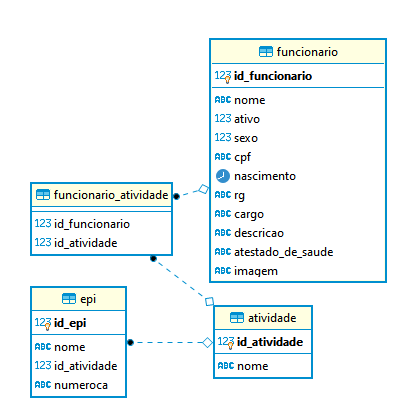 funcionario
123 id_funcionario
ABC nome
123 ativo
123 sexo
ABC cpf
nascimento
ABC rg
ABC cargo
ABC descricao
ABC atestado_de_saude
ABC imagem
funcionario_atividade
123 id_funcionario
123 id_atividade
epi
123 id_epi
ABC nome
123 id_atividade
ABC numeroca
atividade
123 id_atividade
ABC nome